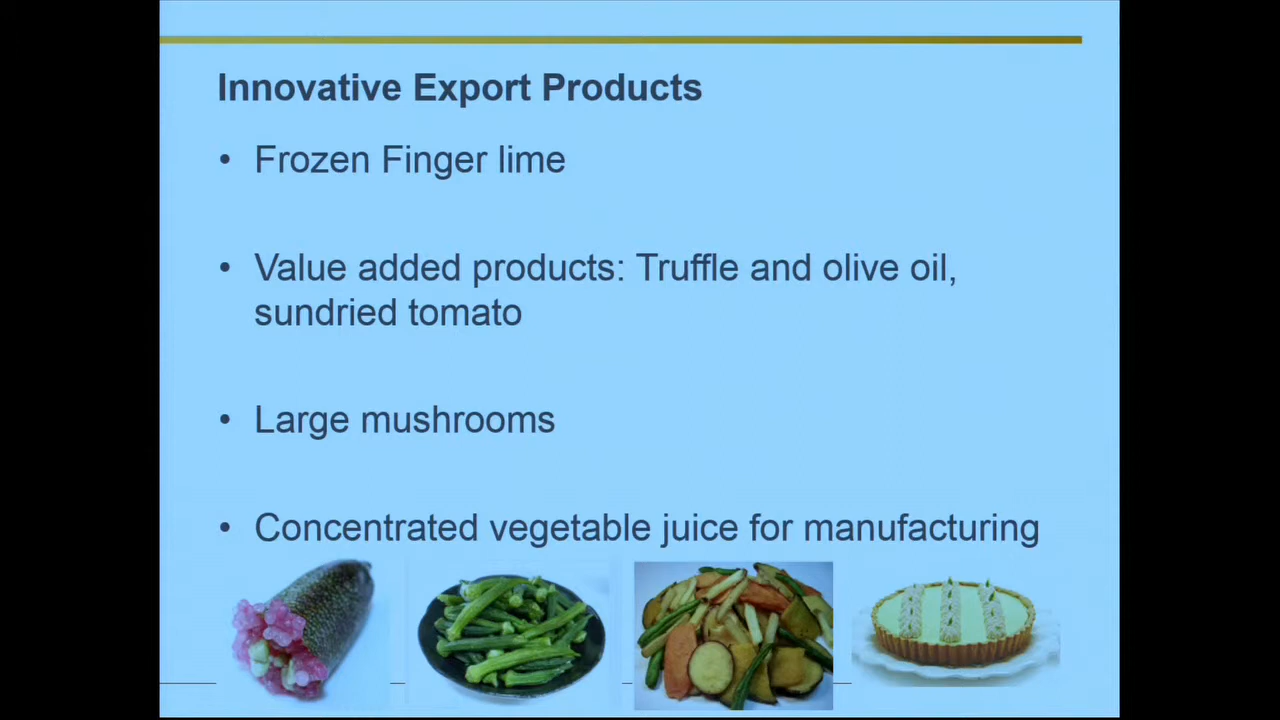 Innovative Export Products
• Frozen Finger lime
• Value added products: Truffle and olive oil,
sundried tomato
• Large mushrooms
• Concentrated vegetable juice for manufacturing